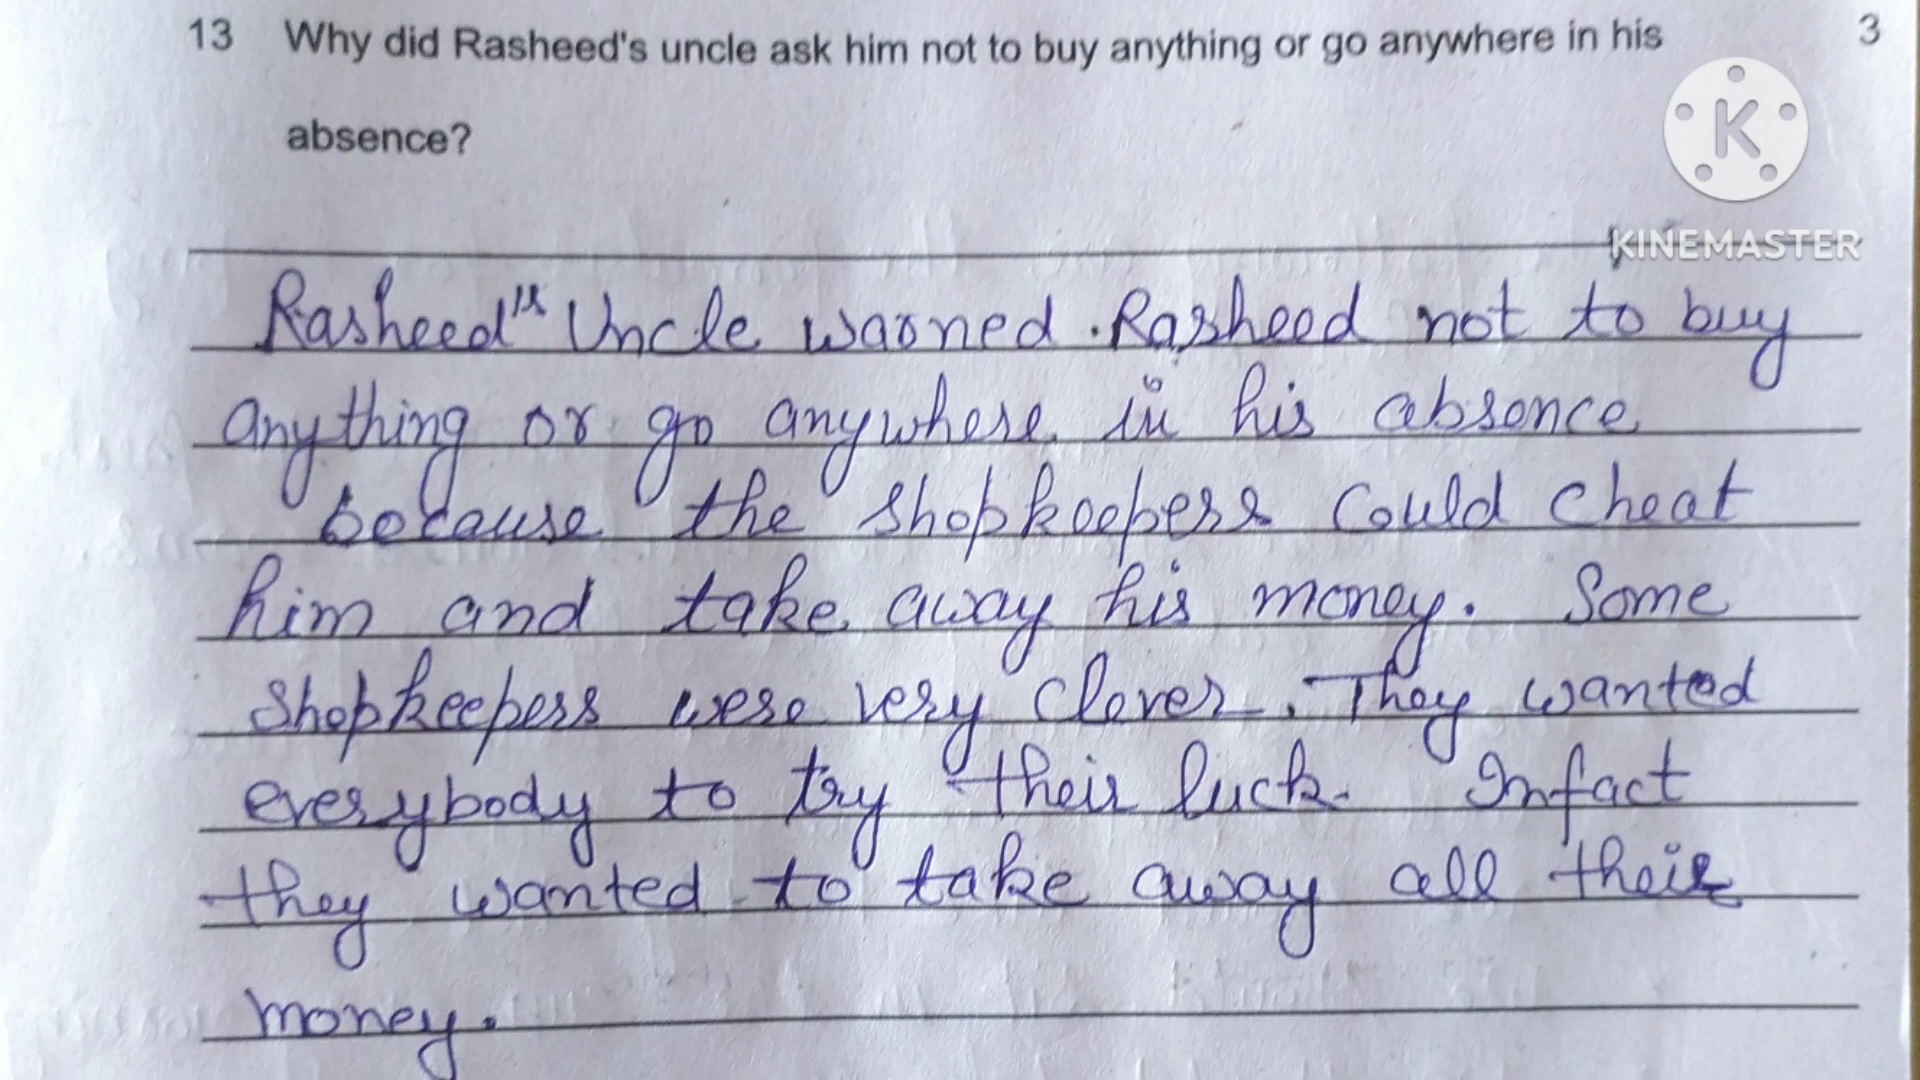 13 Why did Rasheed's uncle ask him not to buy anything or go anywhere in his 3
absence?
K
KINEMASTER
Rasheed's Uncle warned Rasheed not to buy
anything or go anywhere in his absence
because the shopkeepers could cheat
him and take away his money. Some
shopkeepers were very clever. They wanted
everybody to try their luck. Infact
they wanted to take away all their
money.